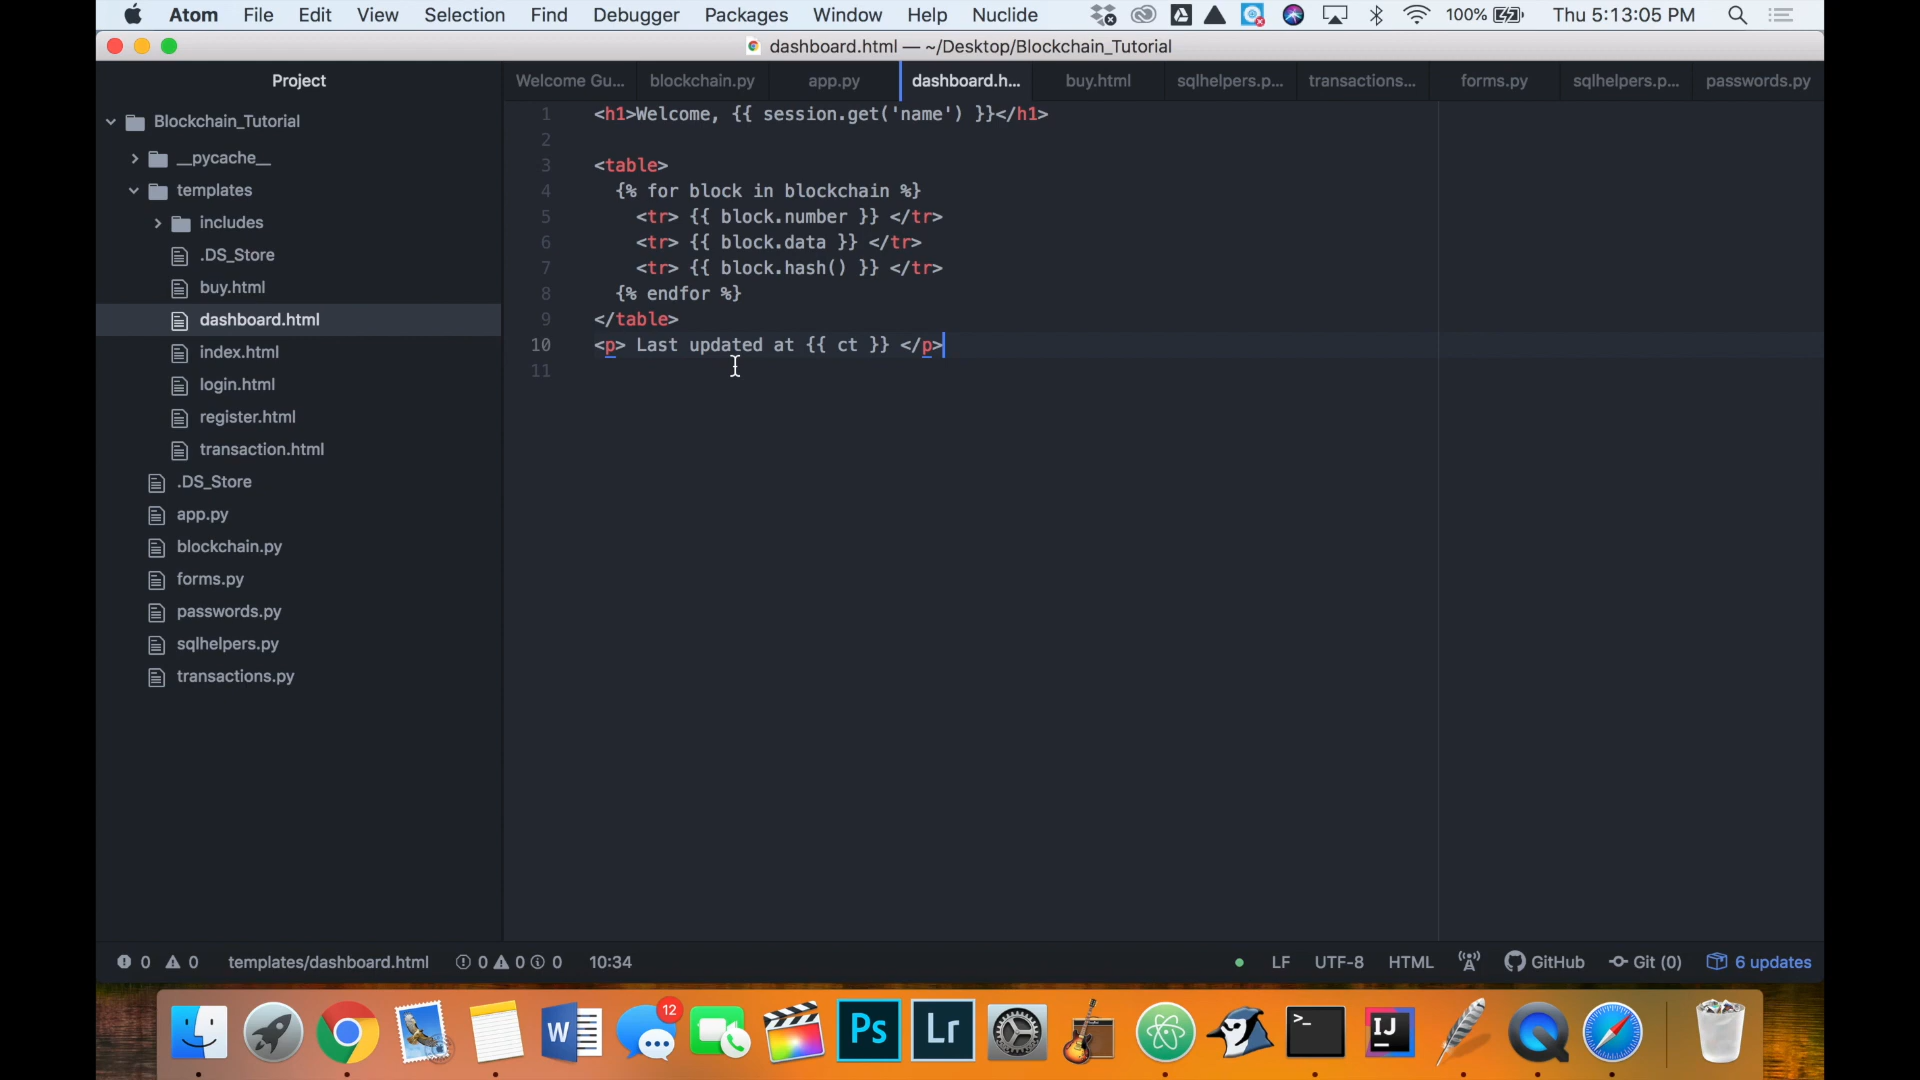 Atom File Edit View Selection Find Debugger Packages Window Help Nuclide 100% Thu 5:13:05 PM
dashboard.html — ~/Desktop/Blockchain_Tutorial
Project
Welcome Gu... blockchain.py app.py dashboard.h... buy.html sqlhelpers.p... transactions... forms.py sqlhelpers.p... passwords.py
Blockchain_Tutorial
__pycache__
templates
includes
.DS_Store
buy.html
dashboard.html
index.html
login.html
register.html
transaction.html
.DS_Store
app.py
blockchain.py
forms.py
passwords.py
sqlhelpers.py
transactions.py
1 <h1>Welcome, {{ session.get('name') }}</h1>
2
3 <table>
4 {% for block in blockchain %}
5 <tr> {{ block.number }} </tr>
6 <tr> {{ block.data }} </tr>
7 <tr> {{ block.hash() }} </tr>
8 {% endfor %}
9 </table>
10 <p> Last updated at {{ ct }} </p>
11
0 0 templates/dashboard.html 0 0 0 10:34 LF UTF-8 HTML GitHub Git (0) 6 updates
W 12 Ps Lr >_ IJ